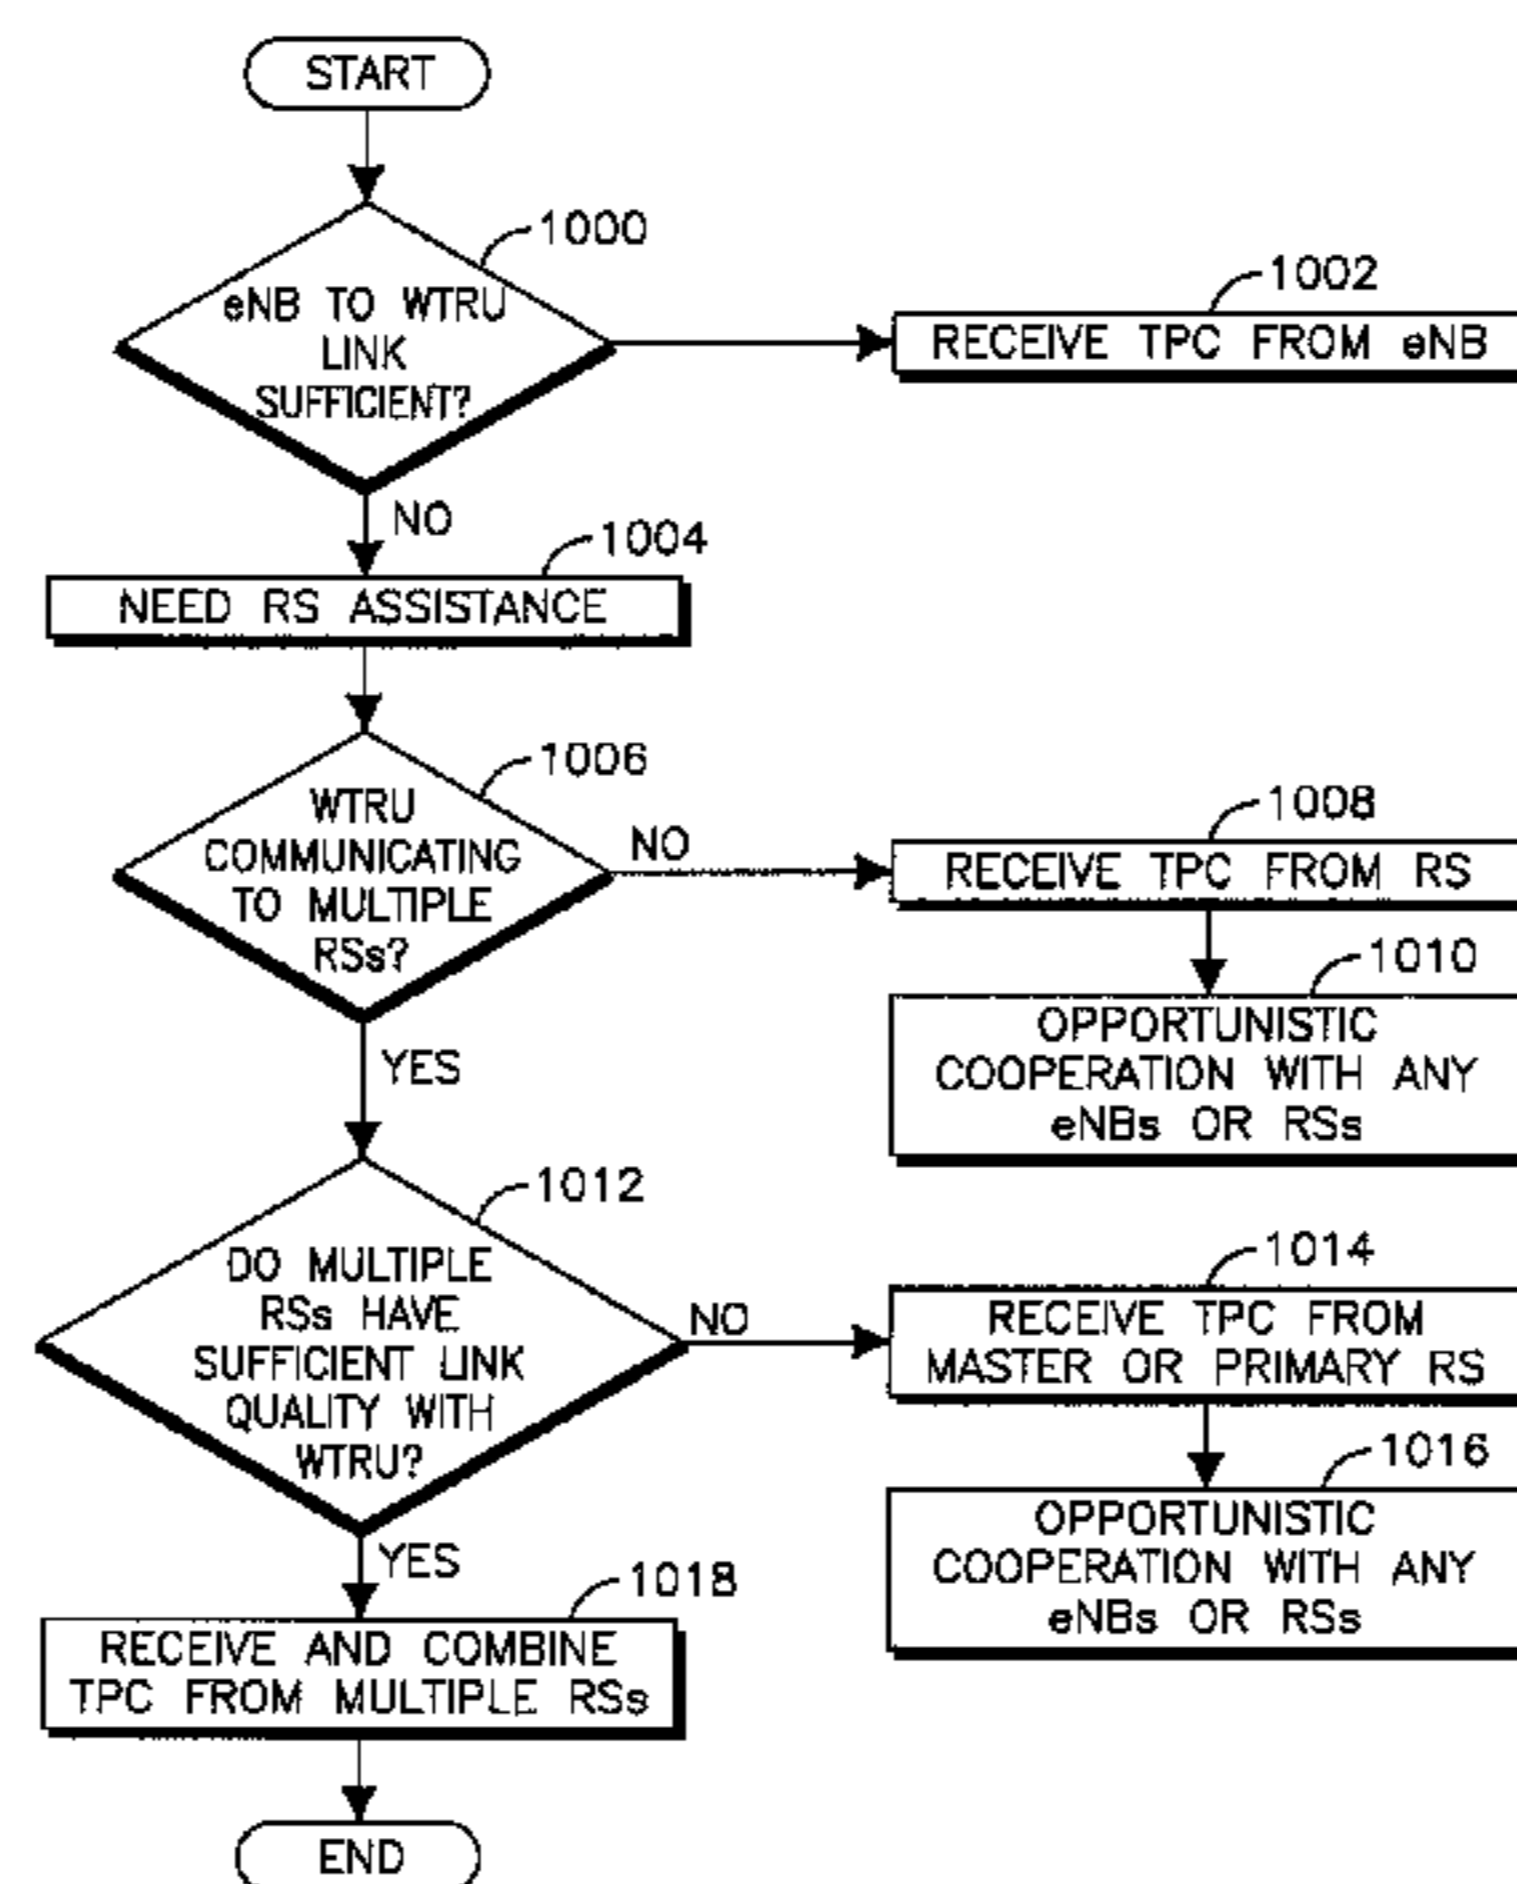 START
1000
eNB TO WTRU
LINK
SUFFICIENT?
1002
RECEIVE TPC FROM eNB
NO
1004
NEED RS ASSISTANCE
1006
WTRU
COMMUNICATING
TO MULTIPLE
RSs?
NO
1008
RECEIVE TPC FROM RS
1010
OPPORTUNISTIC
COOPERATION WITH ANY
eNBs OR RSs
YES
1012
DO MULTIPLE
RSs HAVE
SUFFICIENT LINK
QUALITY WITH
WTRU?
NO
1014
RECEIVE TPC FROM
MASTER OR PRIMARY RS
1016
OPPORTUNISTIC
COOPERATION WITH ANY
eNBs OR RSs
YES
1018
RECEIVE AND COMBINE
TPC FROM MULTIPLE RSs
END